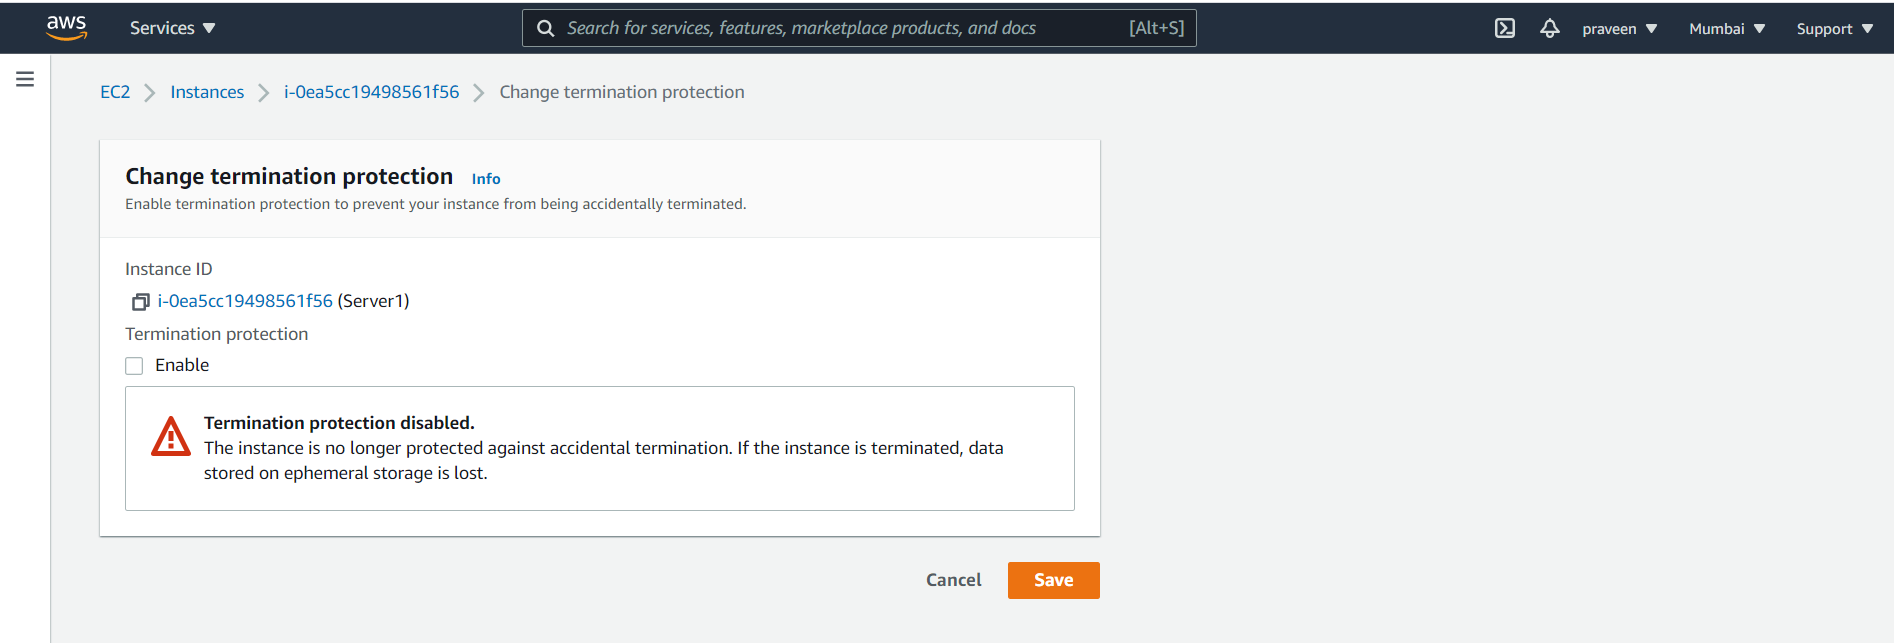 aws Services Search for services, features, marketplace products, and docs [Alt+S] praveen Mumbai Support
EC2 Instances i-0ea5cc19498561f56 Change termination protection
Change termination protection Info
Enable termination protection to prevent your instance from being accidentally terminated.
Instance ID
i-0ea5cc19498561f56 (Server1)
Termination protection
Enable
Termination protection disabled.
The instance is no longer protected against accidental termination. If the instance is terminated, data
stored on ephemeral storage is lost.
Cancel Save